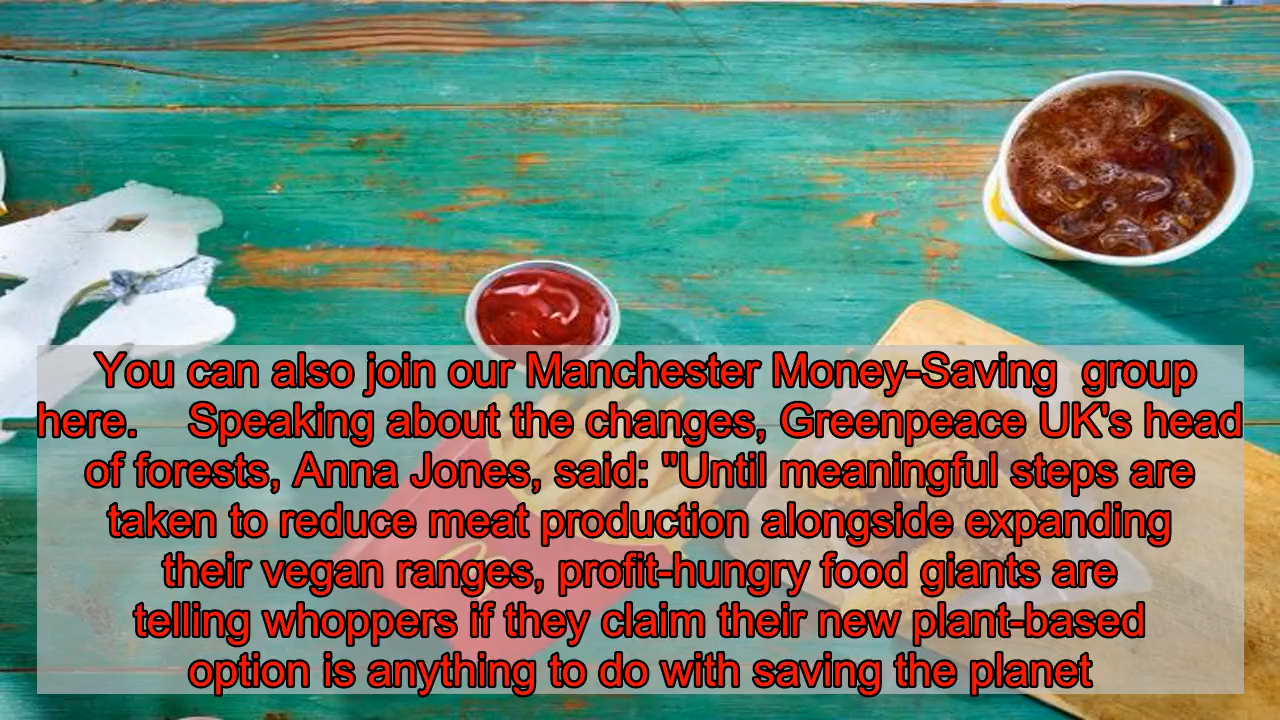 You can also join our Manchester Money-Saving  group
here.    Speaking about the changes, Greenpeace UK's head
of forests, Anna Jones, said: "Until meaningful steps are
taken to reduce meat production alongside expanding
their vegan ranges, profit-hungry food giants are
telling whoppers if they claim their new plant-based
option is anything to do with saving the planet